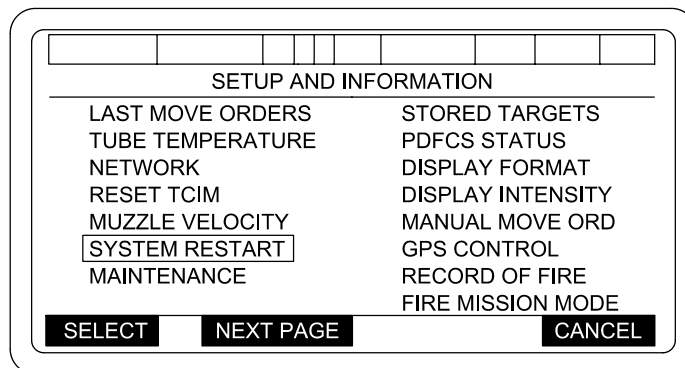 SETUP AND INFORMATION
LAST MOVE ORDERS
TUBE TEMPERATURE
NETWORK
RESET TCIM
MUZZLE VELOCITY
SYSTEM RESTART
MAINTENANCE
STORED TARGETS
PDFCS STATUS
DISPLAY FORMAT
DISPLAY INTENSITY
MANUAL MOVE ORD
GPS CONTROL
RECORD OF FIRE
FIRE MISSION MODE
SELECT NEXT PAGE CANCEL